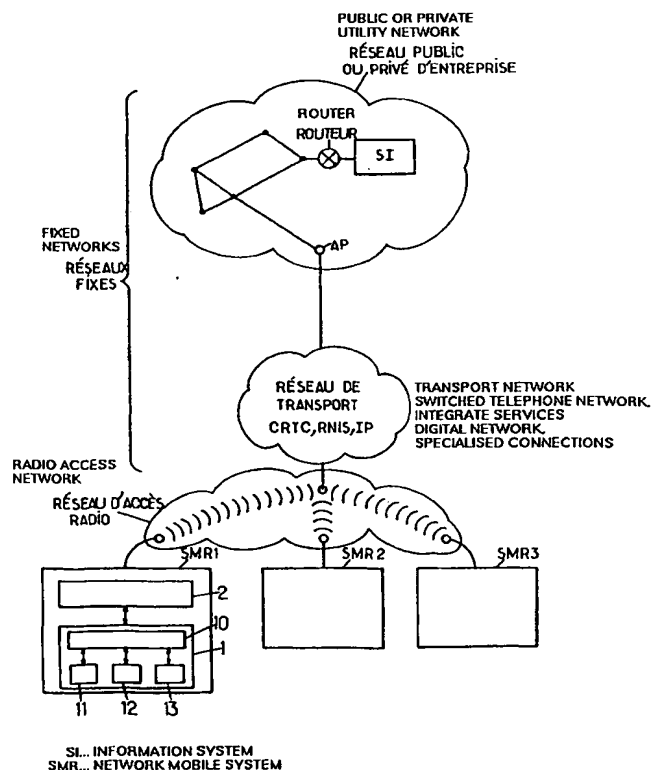 PUBLIC OR PRIVATE
UTILITY NETWORK
RÉSEAU PUBLIC
OU PRIVÉ D'ENTREPRISE
ROUTER
ROUTEUR
SI
AP
FIXED
NETWORKS
RÉSEAUX
FIXES
RÉSEAU DE
TRANSPORT
CRTC,RNIS,IP
TRANSPORT NETWORK
SWITCHED TELEPHONE NETWORK,
INTEGRATE SERVICES
DIGITAL NETWORK,
SPECIALISED CONNECTIONS
RADIO ACCESS
NETWORK
RÉSEAU D'ACCÈS
RADIO
SMR1
SMR2
SMR3
2
10
1
11
12
13
SI... INFORMATION SYSTEM
SMR... NETWORK MOBILE SYSTEM